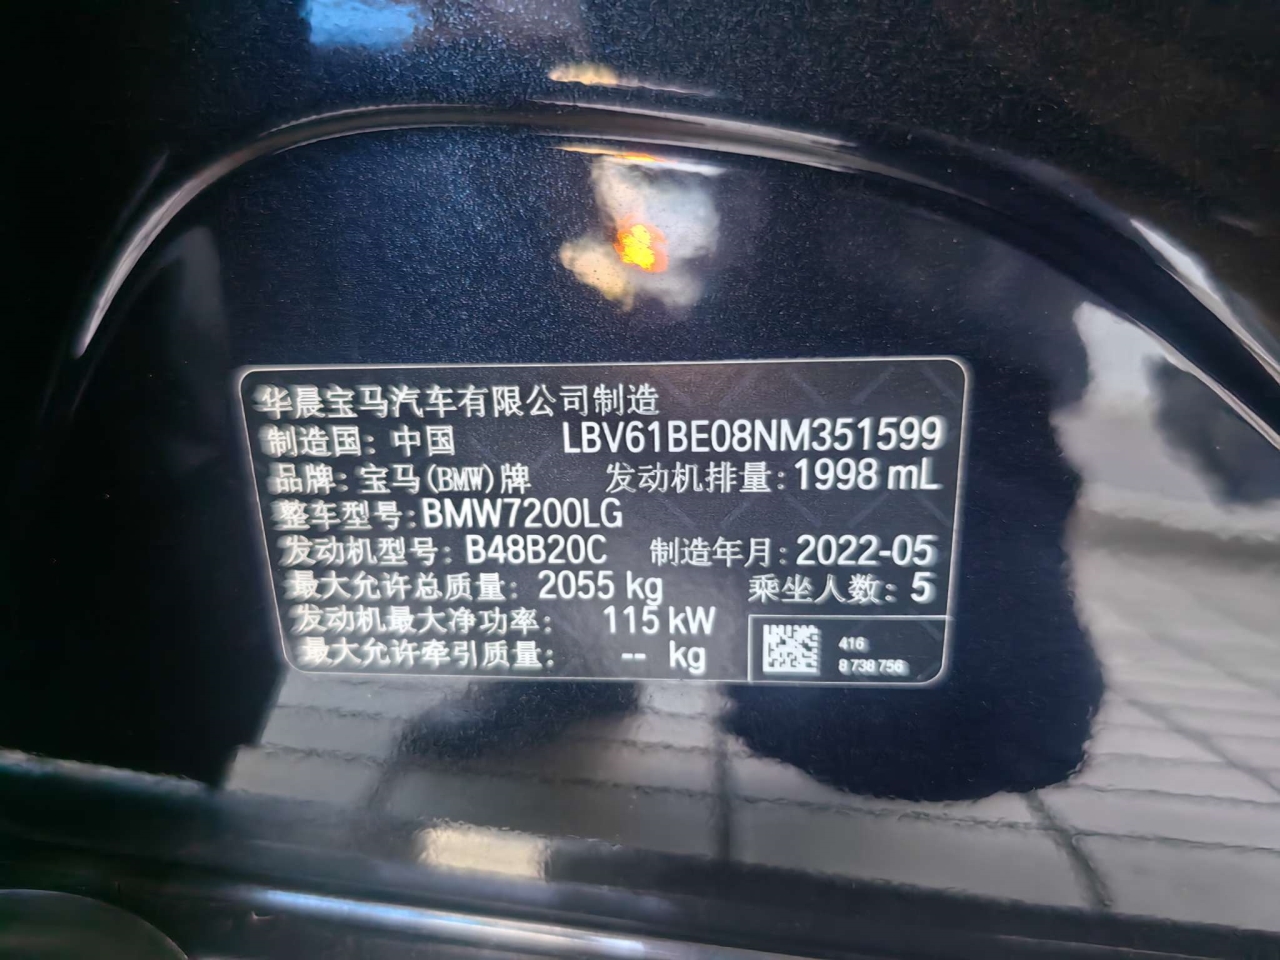 华晨宝马汽车有限公司制造
制造国: 中国 LBV61BE08NM351599
品牌: 宝马(BMW)牌 发动机排量: 1998 mL
整车型号: BMW7200LG
发动机型号: B48B20C 制造年月: 2022-05
最大允许总质量: 2055 kg 乘坐人数: 5
发动机最大净功率: 115 kW
最大允许牵引质量: -- kg
416
8 738 756